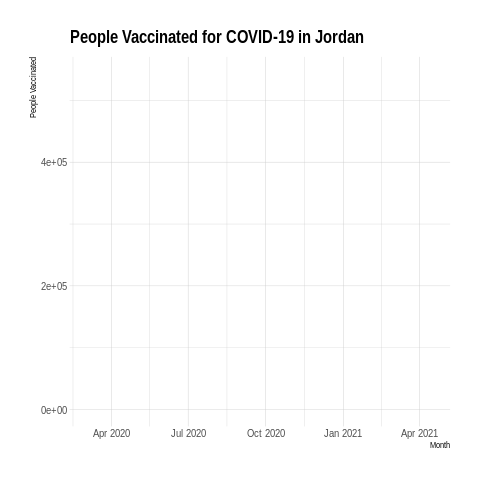 People Vaccinated for COVID-19 in Jordan
People Vaccinated
4e+05
2e+05
0e+00
Apr 2020 Jul 2020 Oct 2020 Jan 2021 Apr 2021
Month